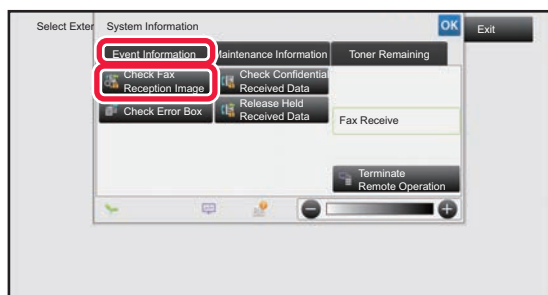 Select Exter
System Information
OK
Exit
Event Information
Maintenance Information
Toner Remaining
Check Fax
Reception Image
Check Confidential
Received Data
Check Error Box
Release Held
Received Data
Fax Receive
Terminate
Remote Operation